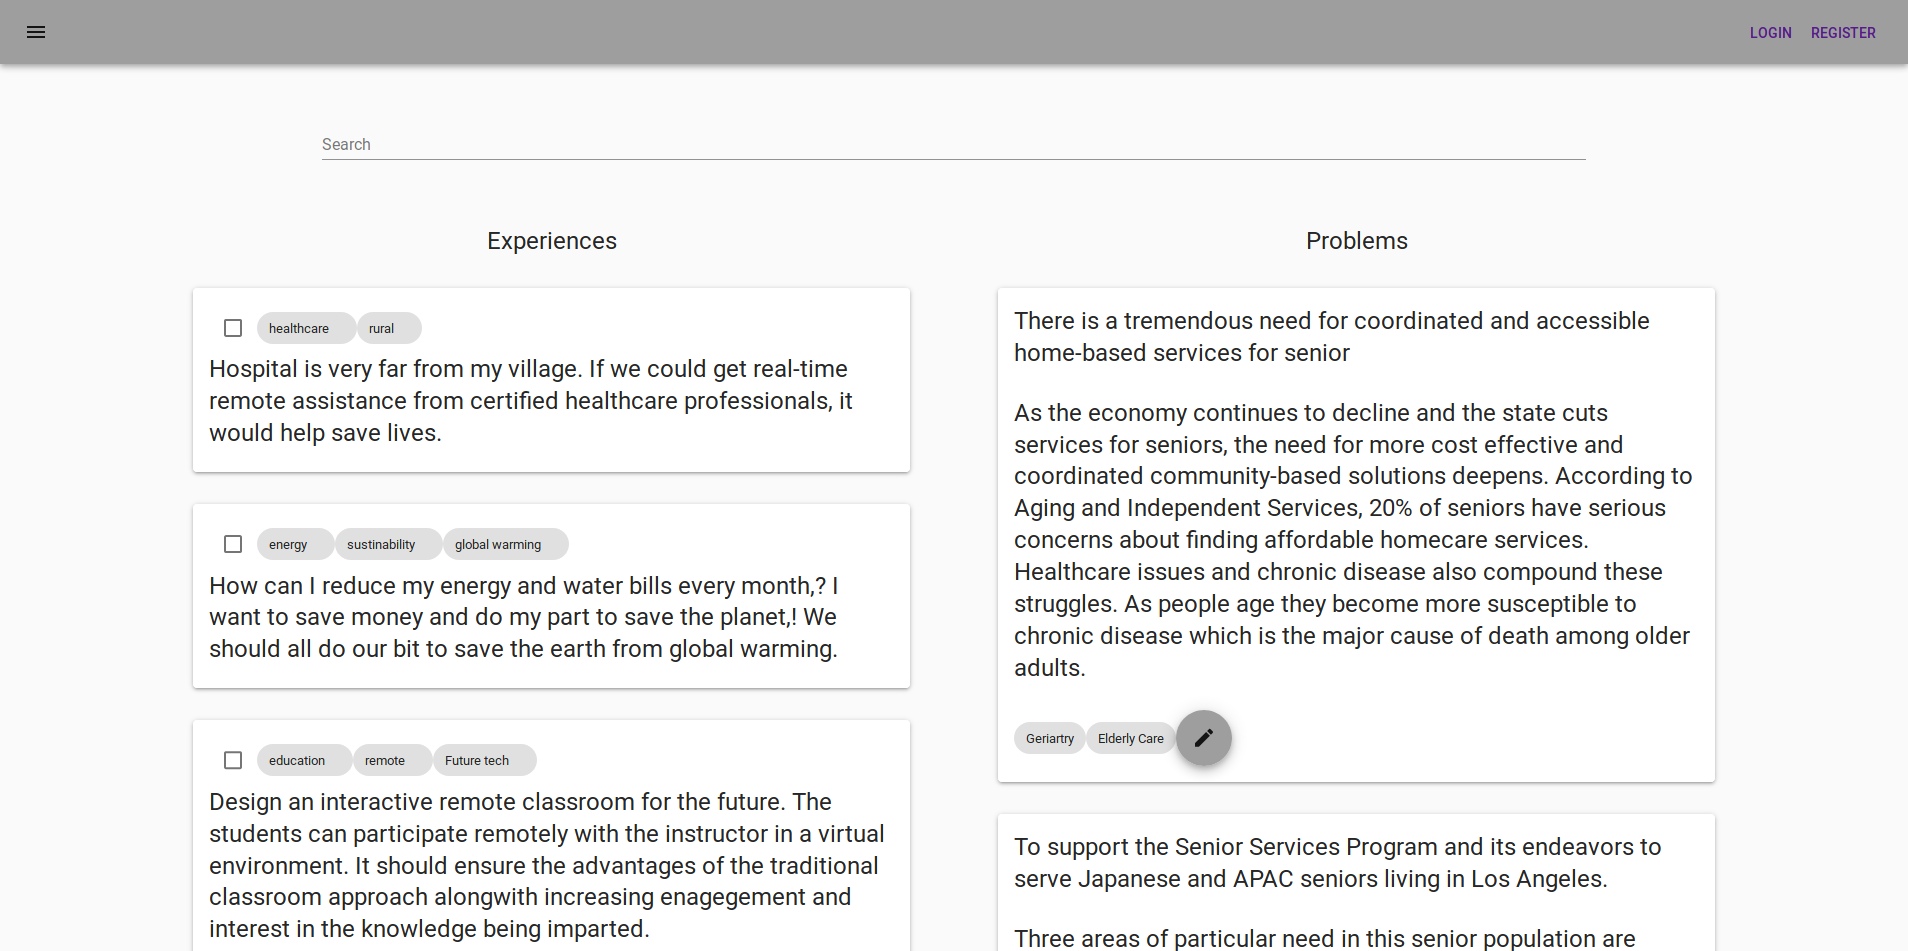 LOGIN REGISTER
Search
Experiences
healthcare rural
Hospital is very far from my village. If we could get real-time
remote assistance from certified healthcare professionals, it
would help save lives.
energy sustinability global warming
How can I reduce my energy and water bills every month,? I
want to save money and do my part to save the planet,! We
should all do our bit to save the earth from global warming.
education remote Future tech
Design an interactive remote classroom for the future. The
students can participate remotely with the instructor in a virtual
environment. It should ensure the advantages of the traditional
classroom approach alongwith increasing enagegement and
interest in the knowledge being imparted.
Problems
There is a tremendous need for coordinated and accessible
home-based services for senior
As the economy continues to decline and the state cuts
services for seniors, the need for more cost effective and
coordinated community-based solutions deepens. According to
Aging and Independent Services, 20% of seniors have serious
concerns about finding affordable homecare services.
Healthcare issues and chronic disease also compound these
struggles. As people age they become more susceptible to
chronic disease which is the major cause of death among older
adults.
Geriartry Elderly Care
To support the Senior Services Program and its endeavors to
serve Japanese and APAC seniors living in Los Angeles.
Three areas of particular need in this senior population are